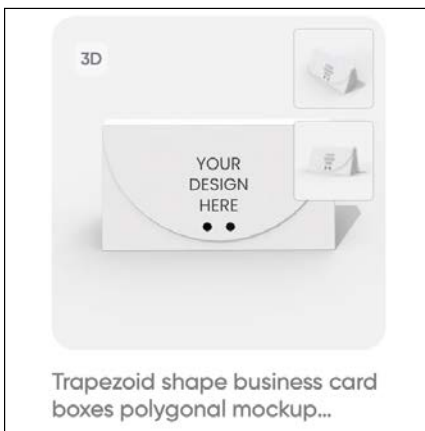 3D
YOUR
DESIGN
HERE
Trapezoid shape business card
boxes polygonal mockup...